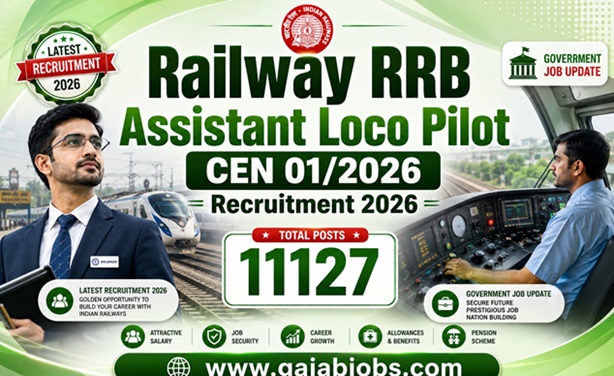 LATEST
RECRUITMENT
2026
Railway RRB
Assistant Loco Pilot
CEN 01/2026
Recruitment 2026
GOVERNMENT
JOB UPDATE
TOTAL POSTS
11127
LATEST RECRUITMENT 2026
GOLDEN OPPORTUNITY TO
BUILD YOUR CAREER WITH
INDIAN RAILWAYS
GOVERNMENT JOB UPDATE
SECURE FUTURE
PRESTIGIOUS JOB
NATION BUILDING
ATTRACTIVE
SALARY
JOB
SECURITY
CAREER
GROWTH
ALLOWANCES
& BENEFITS
PENSION
SCHEME
www.gajabjobs.com